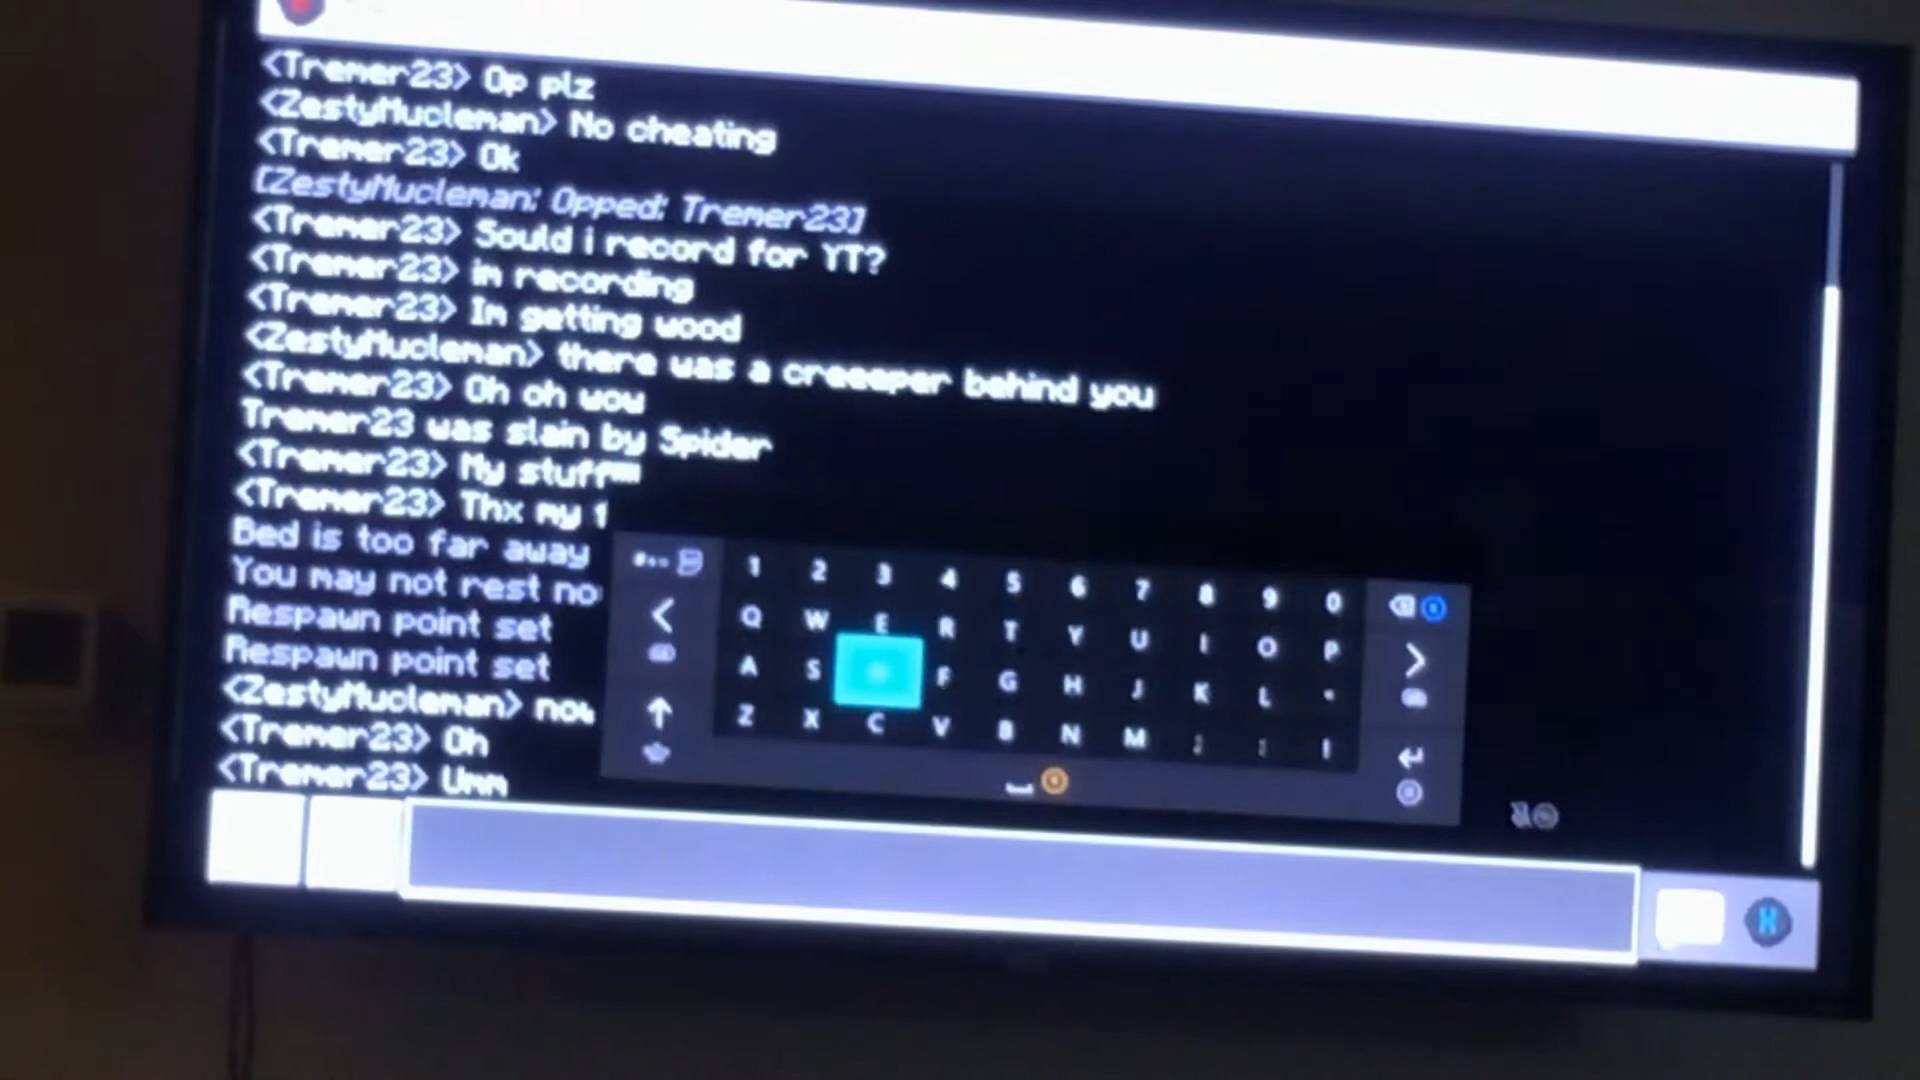 <Tremer23> Op plz
<ZestyMucleman> No cheating
<Tremer23> Ok
[ZestyMucleman: Opped: Tremer23]
<Tremer23> Sould i record for YT?
<Tremer23> im recording
<Tremer23> Im getting wood
<ZestyMucleman> there was a creeeper behind you
<Tremer23> Oh oh wow
Tremer23 was slain by Spider
<Tremer23> My stuff!!!!
<Tremer23> Thx my
Bed is too far away
You may not rest no
Respawn point set
Respawn point set
<ZestyMucleman> now
<Tremer23> Oh
<Tremer23> Umm
1 2 3 4 5 6 7 8 9 0
Q W E R T Y U I O P
A S F G H J K L
Z X C V B N M
X